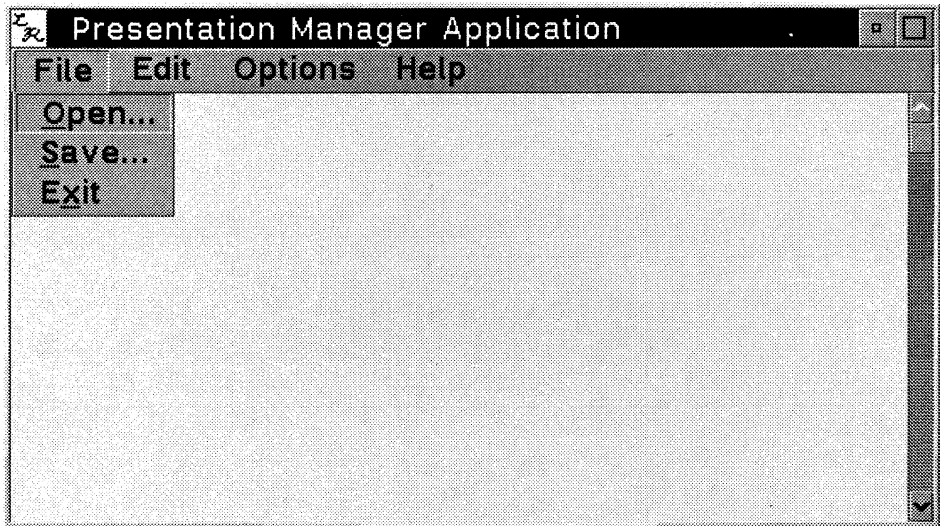 Presentation Manager Application
File Edit Options Help
Open...
Save...
Exit